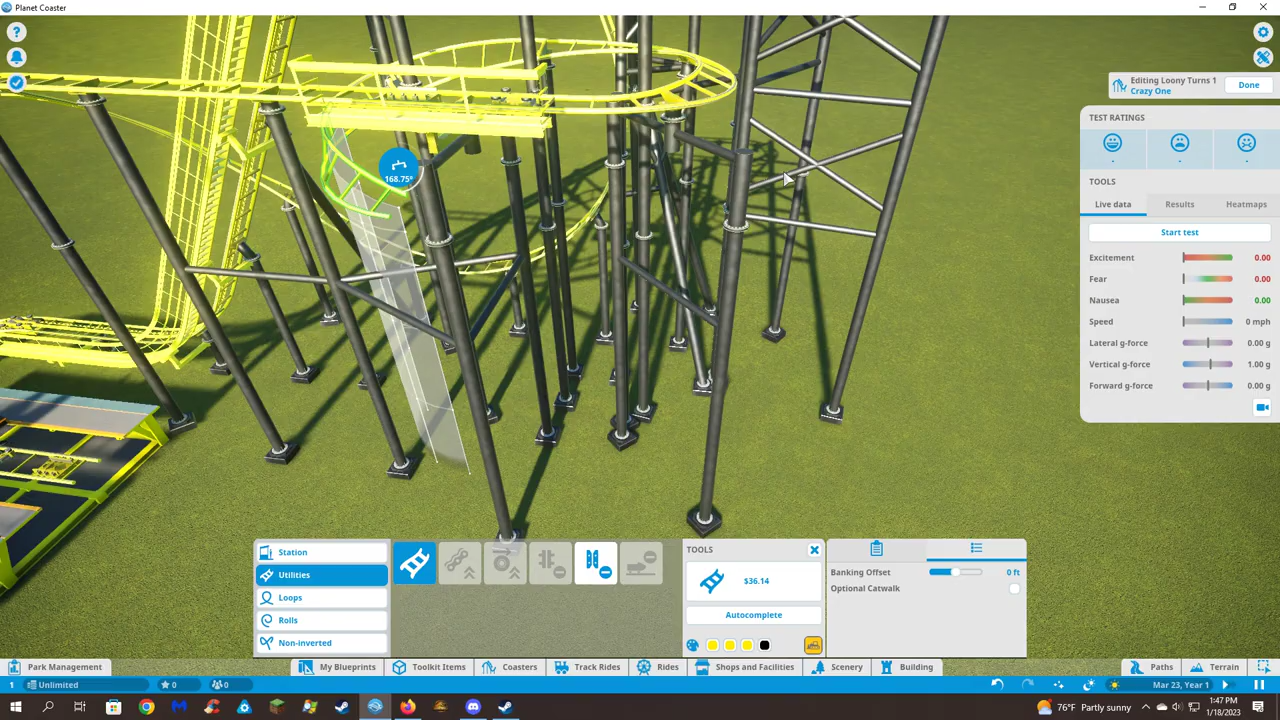 Planet Coaster
?
Editing Loony Turns 1
Crazy One
Done
TEST RATINGS
- - -
TOOLS
Live data Results Heatmaps
Start test
Excitement 0.00
Fear 0.00
Nausea 0.00
Speed 0 mph
Lateral g-force 0.00 g
Vertical g-force 1.00 g
Forward g-force 0.00 g
168.75°
Station
Utilities
Loops
Rolls
Non-inverted
TOOLS
$36.14
Autocomplete
Banking Offset 0 ft
Optional Catwalk
Park Management My Blueprints Toolkit Items Coasters Track Rides Rides Shops and Facilities Scenery Building Paths Terrain
1 Unlimited 0 0 Mar 23, Year 1
76°F Partly sunny
1:47 PM
1/18/2023